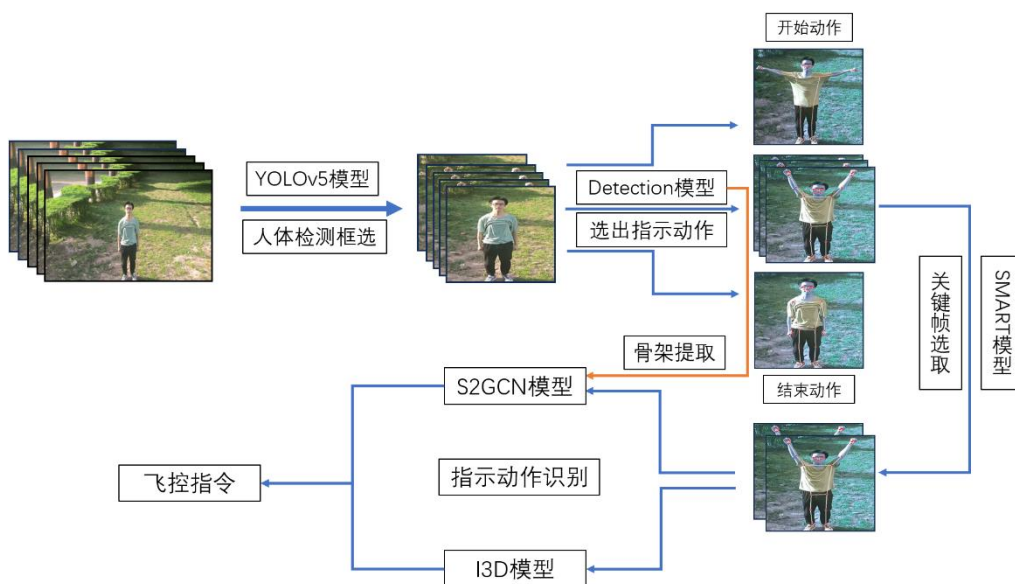 开始动作
YOLOv5模型
人体检测框选
Detection模型
选出指示动作
关键帧选取
SMART模型
骨架提取
S2GCN模型
结束动作
飞控指令
指示动作识别
I3D模型